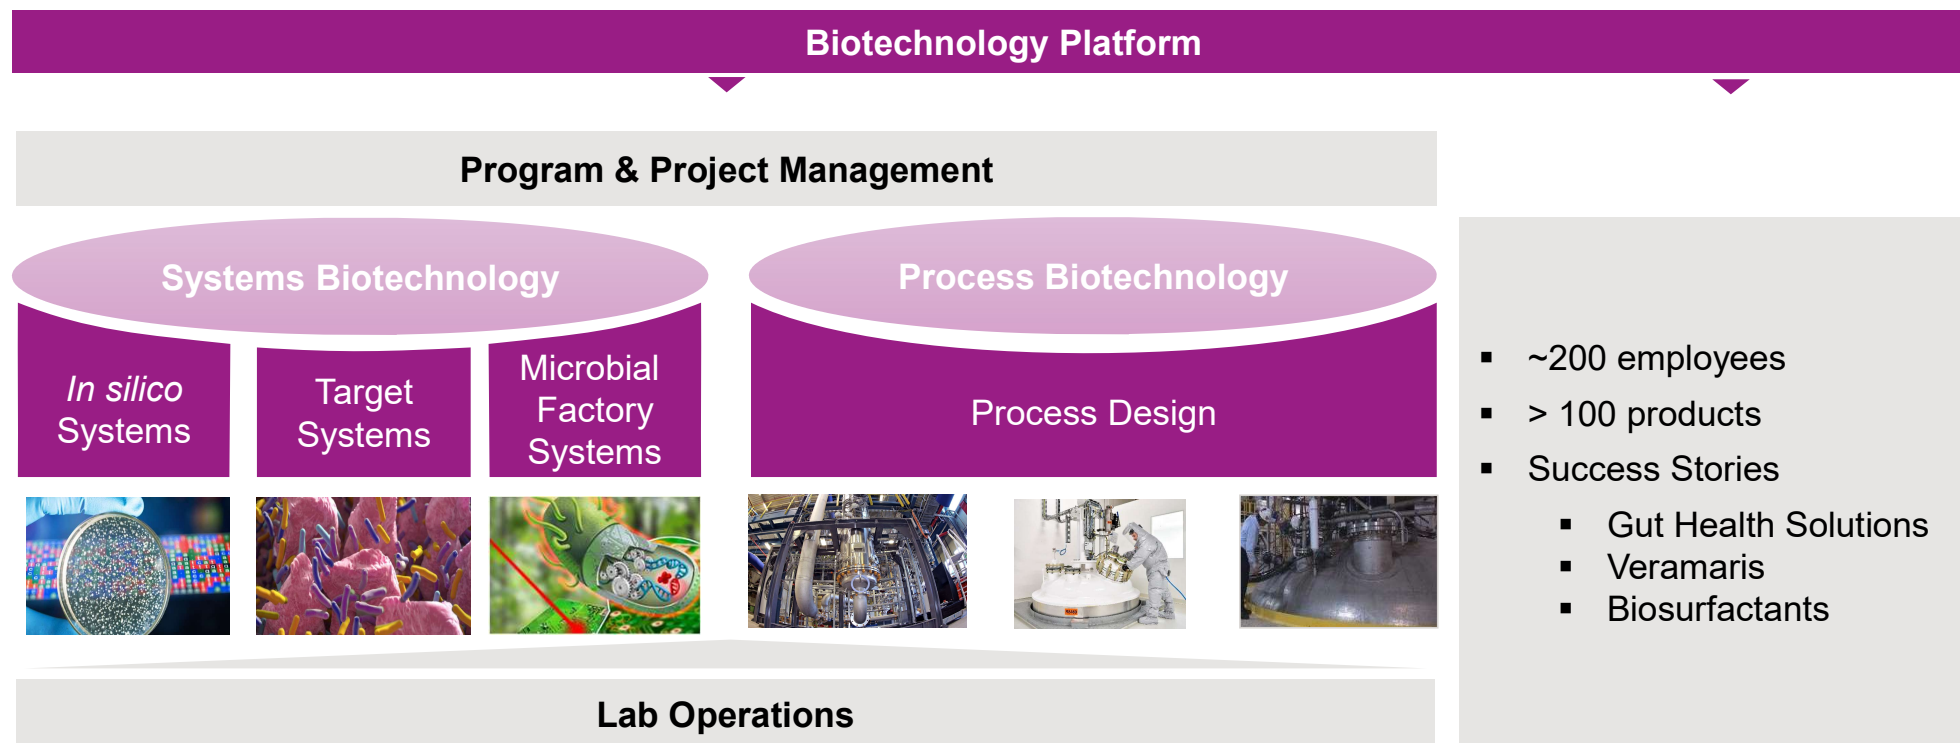 Biotechnology Platform
Program & Project Management
Systems Biotechnology
Process Biotechnology
In silico
Systems
Target
Systems
Microbial
Factory
Systems
Process Design
Lab Operations
~200 employees
> 100 products
Success Stories
Gut Health Solutions
Veramaris
Biosurfactants